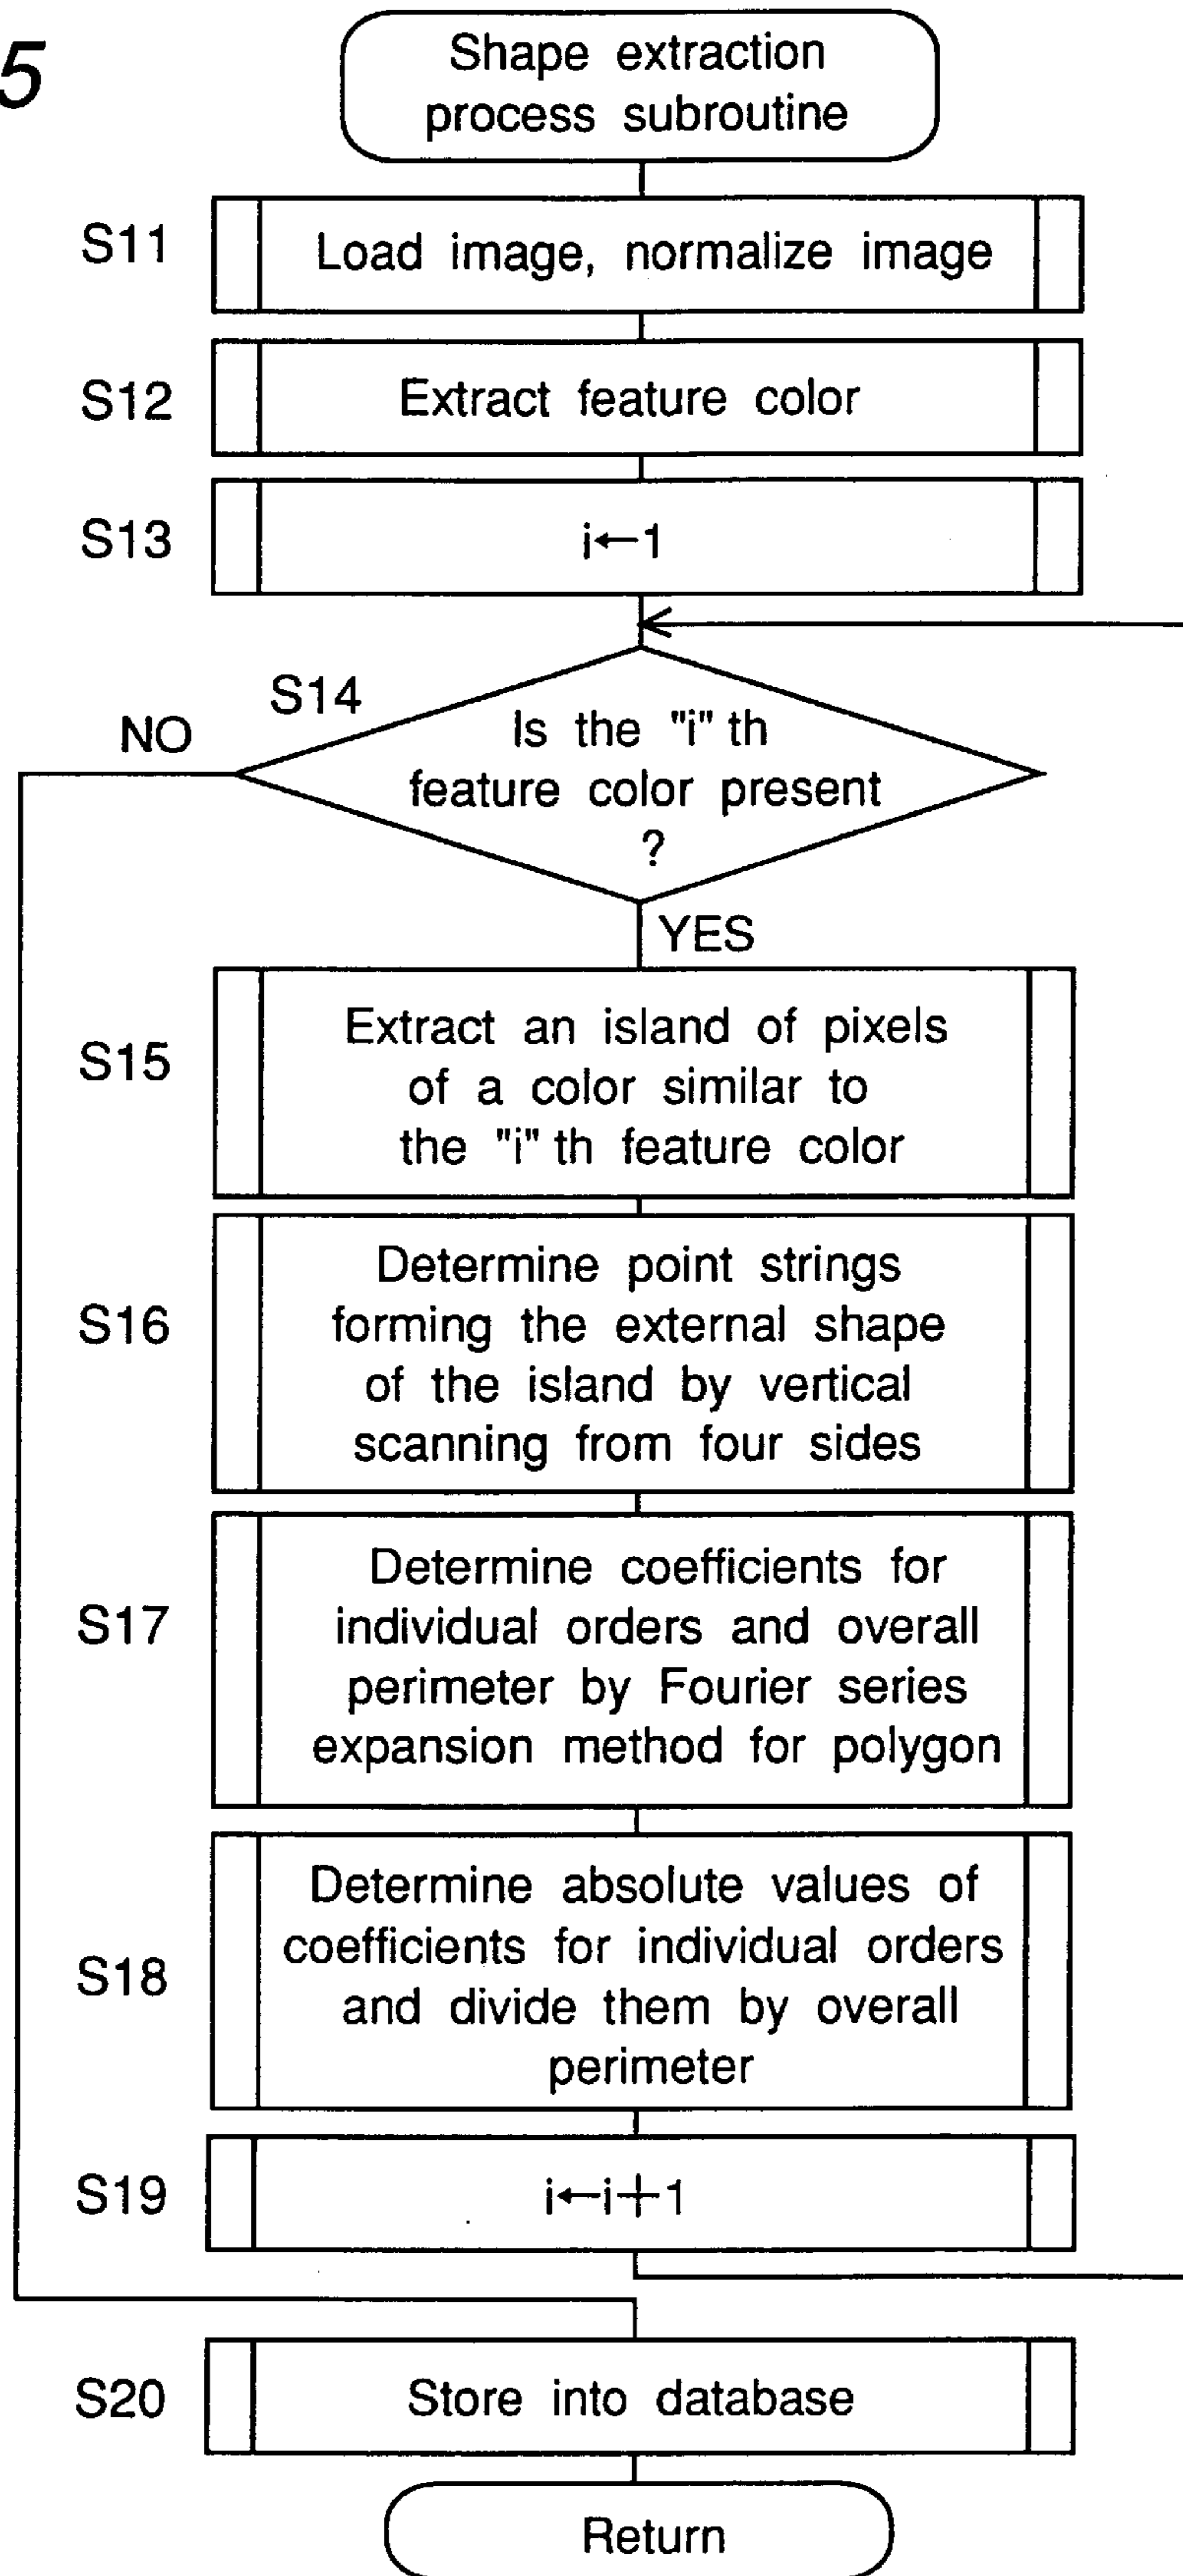 5
Shape extraction
process subroutine
S11
Load image, normalize image
S12
Extract feature color
S13
i←1
S14
NO
Is the "i" th
feature color present
?
YES
S15
Extract an island of pixels
of a color similar to
the "i" th feature color
S16
Determine point strings
forming the external shape
of the island by vertical
scanning from four sides
S17
Determine coefficients for
individual orders and overall
perimeter by Fourier series
expansion method for polygon
S18
Determine absolute values of
coefficients for individual orders
and divide them by overall
perimeter
S19
i←i+1
S20
Store into database
Return